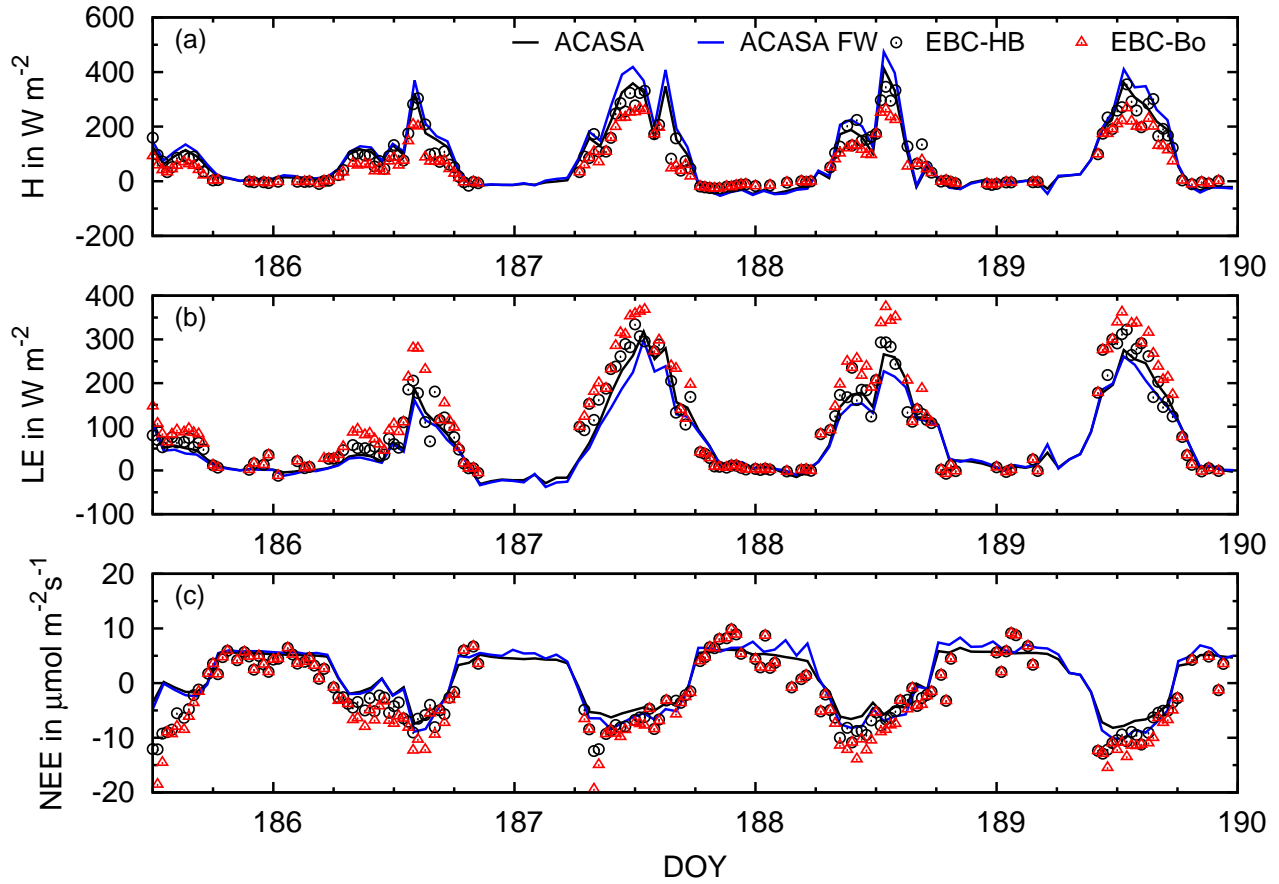 (a) ACASA ACASA FW EBC-HB EBC-Bo
H in W m⁻²
600
400
200
0
-200
186 187 188 189 190
(b)
LE in W m⁻²
400
300
200
100
0
-100
186 187 188 189 190
(c)
NEE in μmol m⁻²s⁻¹
20
10
0
-10
-20
186 187 188 189 190
DOY